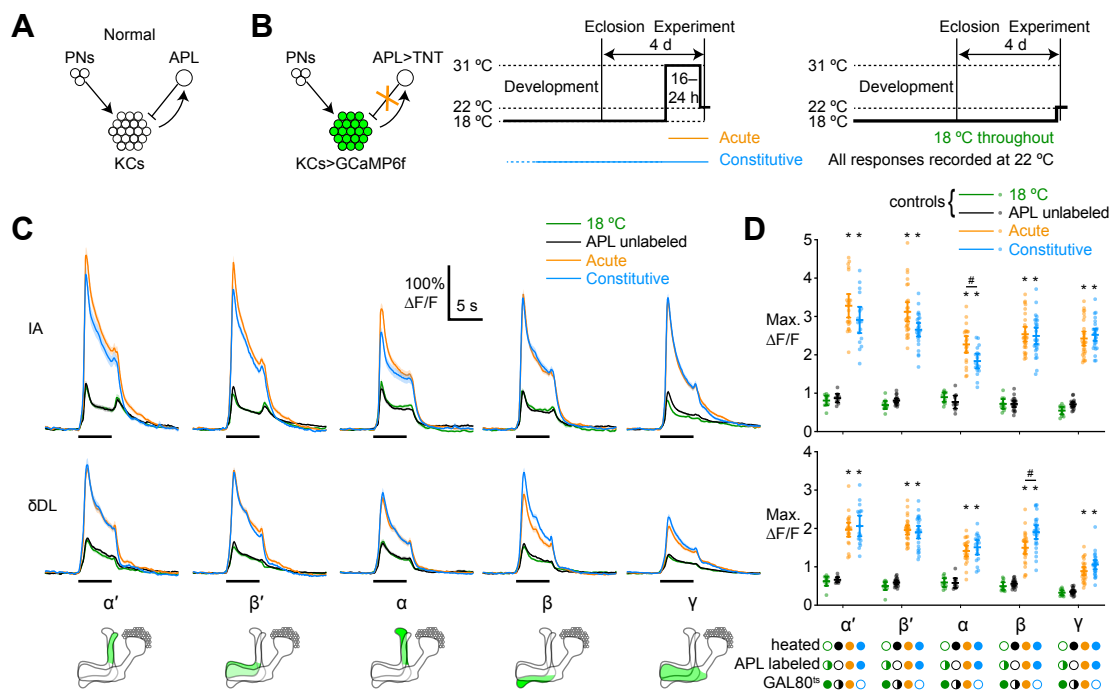 A
Normal
PNs
APL
KCs
B
PNs
APL>TNT
KCs>GCaMP6f
Eclosion Experiment
4 d
31 ºC
Development
16–
24 h
22 ºC
18 ºC
Acute
Constitutive
Eclosion Experiment
4 d
31 ºC
Development
22 ºC
18 ºC
18 ºC throughout
All responses recorded at 22 ºC
C
18 ºC
APL unlabeled
Acute
Constitutive
100%
ΔF/F
5 s
IA
δDL
α′
β′
α
β
γ
D
controls
{
18 ºC
APL unlabeled
Acute
Constitutive
5
4
Max.
ΔF/F
3
2
1
0
* *
* *
#
* *
* *
* *
4
3
Max.
ΔF/F
2
1
0
* *
* *
* *
#
* *
* *
α′
β′
α
β
γ
heated
APL labeled
GAL80ts